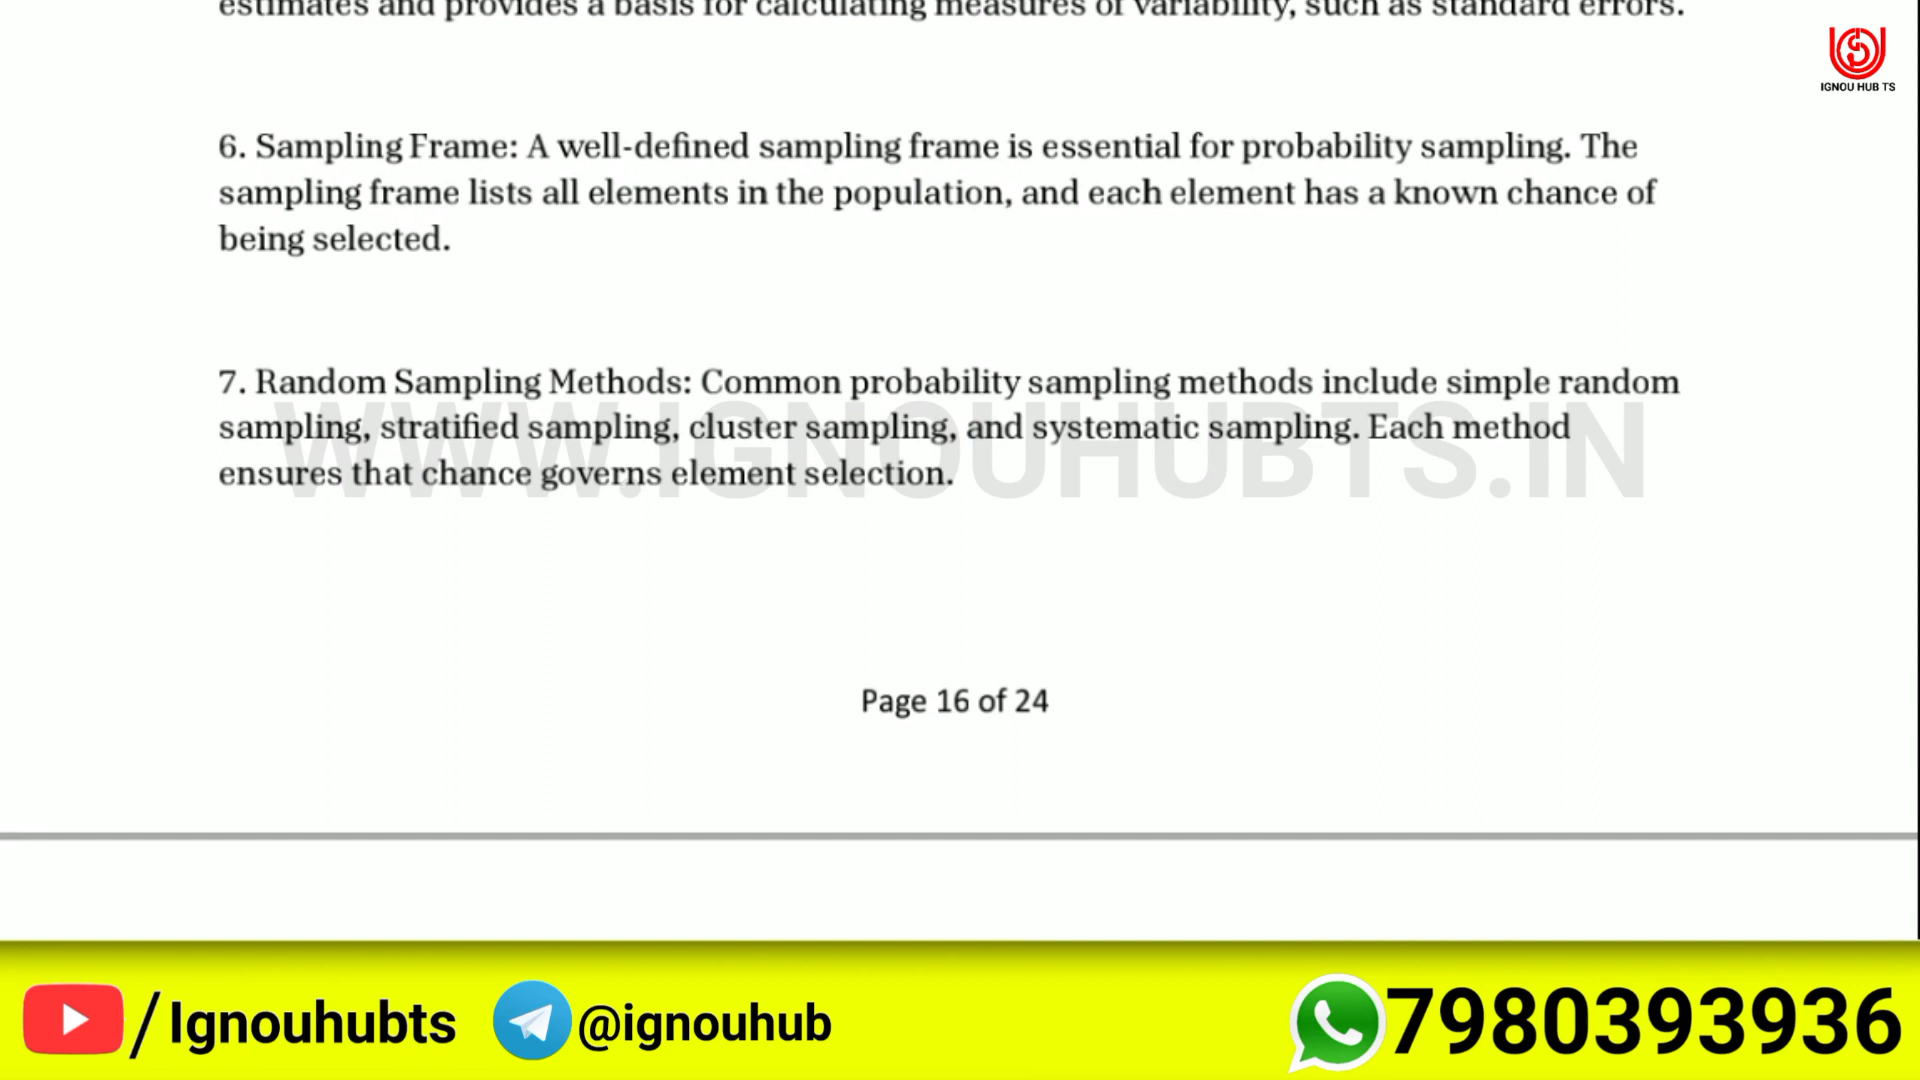 estimates and provides a basis for calculating measures of variability, such as standard errors.
IGNOU HUB TS
6. Sampling Frame: A well-defined sampling frame is essential for probability sampling. The
sampling frame lists all elements in the population, and each element has a known chance of
being selected.
7. Random Sampling Methods: Common probability sampling methods include simple random
sampling, stratified sampling, cluster sampling, and systematic sampling. Each method
ensures that chance governs element selection.
WWW.IGNOUHUBTS.IN
Page 16 of 24
/Ignouhubts @ignouhub 7980393936